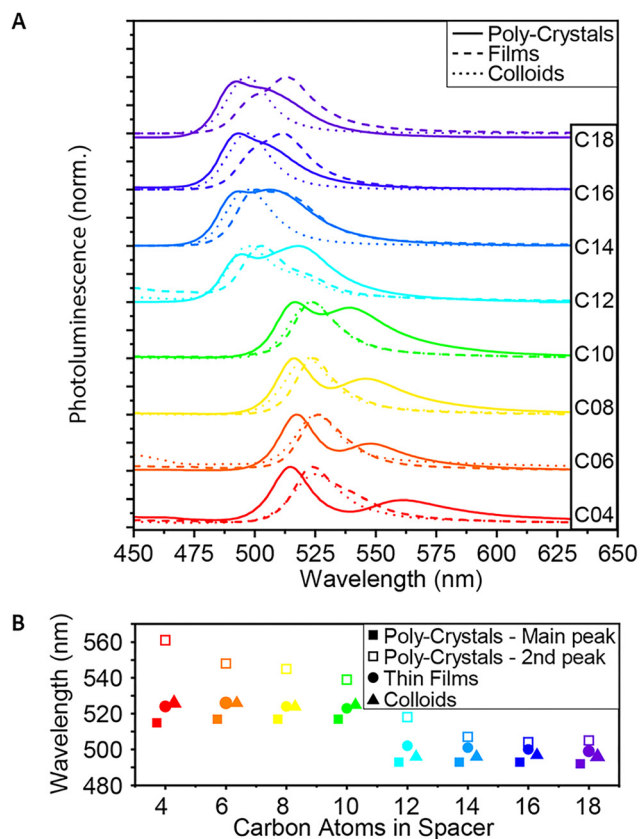 A
Poly-Crystals
Films
Colloids
Photoluminescence (norm.)
C18
C16
C14
C12
C10
C08
C06
C04
450 475 500 525 550 575 600 625 650
Wavelength (nm)
B
Wavelength (nm)
560
540
520
500
480
Poly-Crystals - Main peak
Poly-Crystals - 2nd peak
Thin Films
Colloids
4 6 8 10 12 14 16 18
Carbon Atoms in Spacer